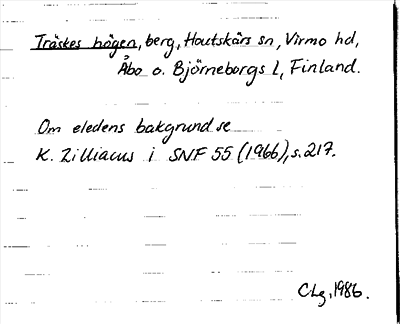 Träskes högen, berg, Houtskärs sn, Virmo hd,
Åbo o. Björneborgs l, Finland.
Om eledens bakgrund se
K. Zilliacus i SNF 55 (1966), s. 217.
CLg, 1986.